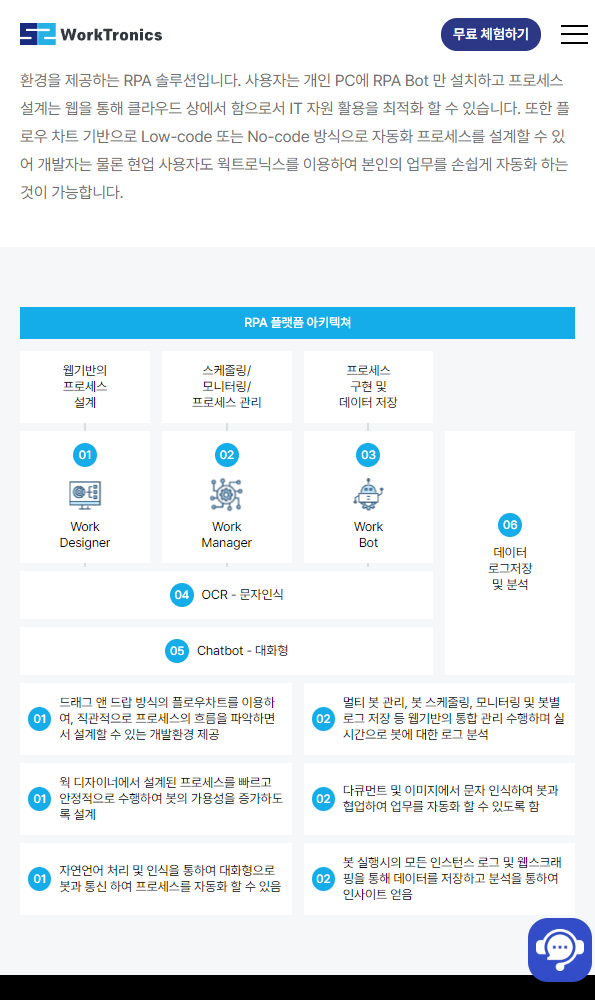 WorkTronics
무료 체험하기
환경을 제공하는 RPA 솔루션입니다. 사용자는 개인 PC에 RPA Bot 만 설치하고 프로세스
설계는 웹을 통해 클라우드 상에서 함으로서 IT 자원 활용을 최적화 할 수 있습니다. 또한 플
로우 차트 기반으로 Low-code 또는 No-code 방식으로 자동화 프로세스를 설계할 수 있
어 개발자는 물론 현업 사용자도 웍트로닉스를 이용하여 본인의 업무를 손쉽게 자동화 하는
것이 가능합니다.
RPA 플랫폼 아키텍쳐
웹기반의
프로세스
설계
스케줄링/
모니터링/
프로세스 관리
프로세스
구현 및
데이터 저장
01
Work
Designer
02
Work
Manager
03
Work
Bot
06
데이터
로그저장
및 분석
04 OCR - 문자인식
05 Chatbot - 대화형
01
드래그 앤 드랍 방식의 플로우차트를 이용하
여, 직관적으로 프로세스의 흐름을 파악하면
서 설계할 수 있는 개발환경 제공
02
멀티 봇 관리, 봇 스케줄링, 모니터링 및 봇별
로그 저장 등 웹기반의 통합 관리 수행하며 실
시간으로 봇에 대한 로그 분석
01
웍 디자이너에서 설계된 프로세스를 빠르고
안정적으로 수행하여 봇의 가용성을 증가하도
록 설계
02
다큐먼트 및 이미지에서 문자 인식하여 봇과
협업하여 업무를 자동화 할 수 있도록 함
01
자연언어 처리 및 인식을 통하여 대화형으로
봇과 통신 하여 프로세스를 자동화 할 수 있음
02
봇 실행시의 모든 인스턴스 로그 및 웹스크래
핑을 통해 데이터를 저장하고 분석을 통하여
인사이트 얻음